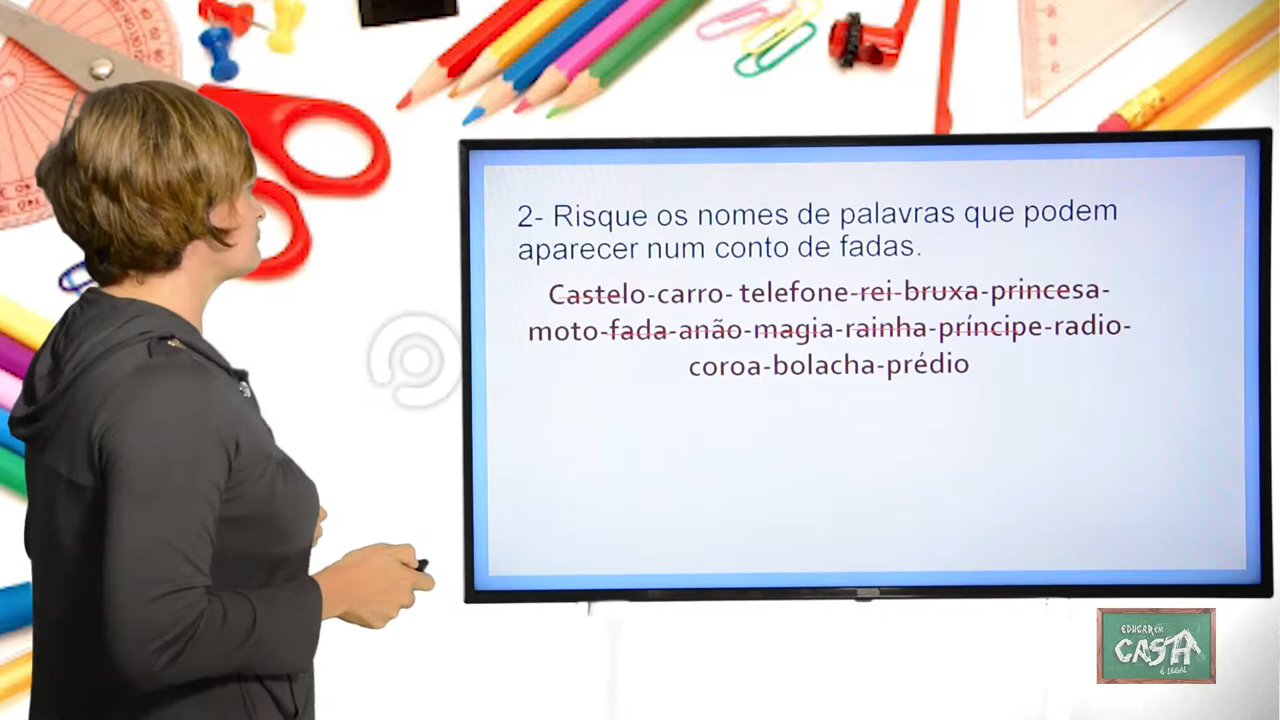 2- Risque os nomes de palavras que podem
aparecer num conto de fadas.
Castelo-carro- telefone-rei-bruxa-princesa-
moto-fada-anão-magia-rainha-príncipe-radio-
coroa-bolacha-prédio
EDUCAR EM
CASA
É LEGAL